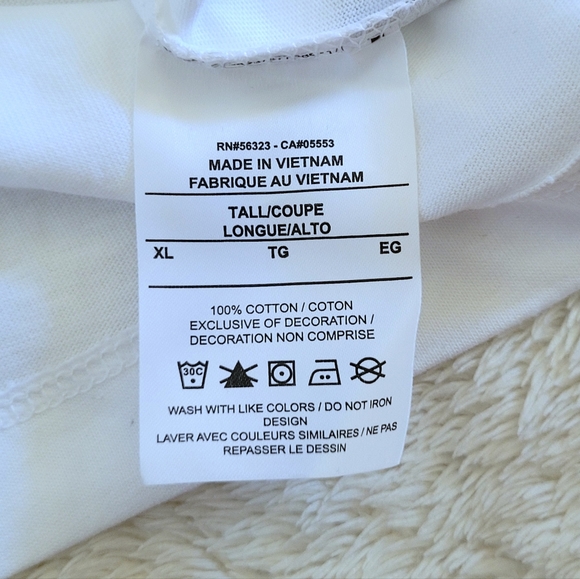 RN#56323 - CA#05553
MADE IN VIETNAM
FABRIQUE AU VIETNAM
TALL/COUPE
LONGUE/ALTO
XL TG EG
100% COTTON / COTON
EXCLUSIVE OF DECORATION /
DECORATION NON COMPRISE
30C
WASH WITH LIKE COLORS / DO NOT IRON
DESIGN
LAVER AVEC COULEURS SIMILAIRES / NE PAS
REPASSER LE DESSIN